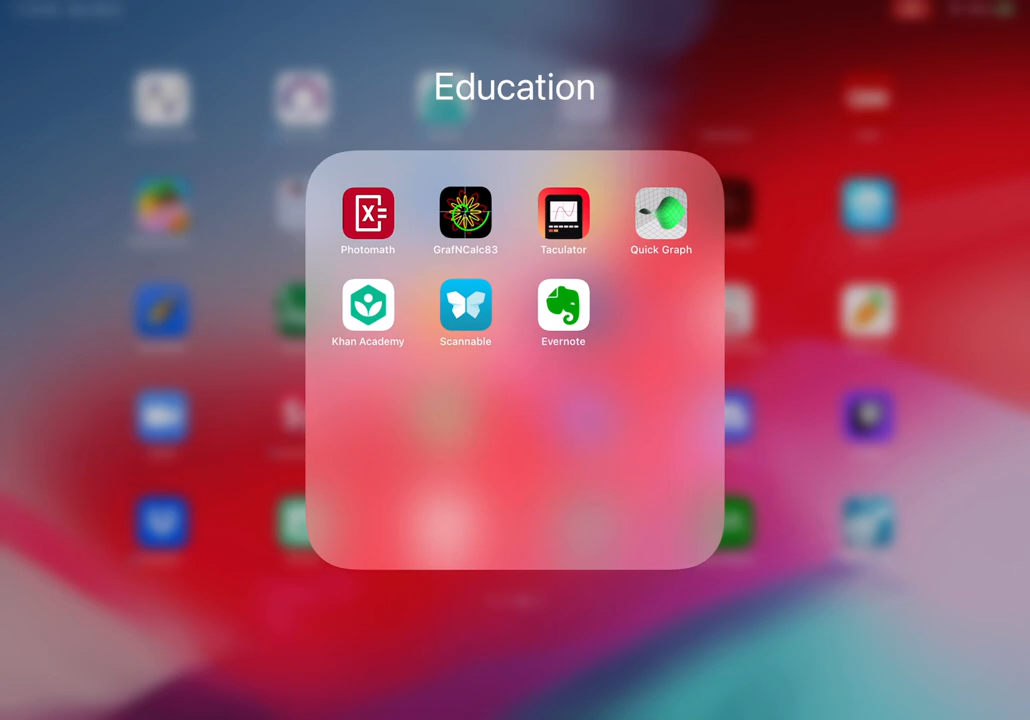 Education
Photomath
GrafNCalc83
Taculator
Quick Graph
Khan Academy
Scannable
Evernote